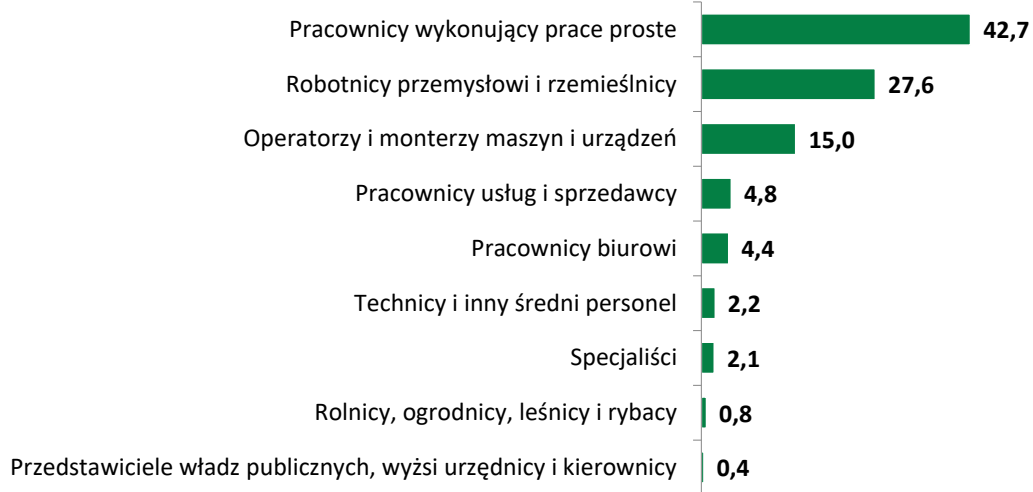 Pracownicy wykonujący prace proste 42,7
Robotnicy przemysłowi i rzemieślnicy 27,6
Operatorzy i monterzy maszyn i urządzeń 15,0
Pracownicy usług i sprzedawcy 4,8
Pracownicy biurowi 4,4
Technicy i inny średni personel 2,2
Specjaliści 2,1
Rolnicy, ogrodnicy, leśnicy i rybacy 0,8
Przedstawiciele władz publicznych, wyżsi urzędnicy i kierownicy 0,4